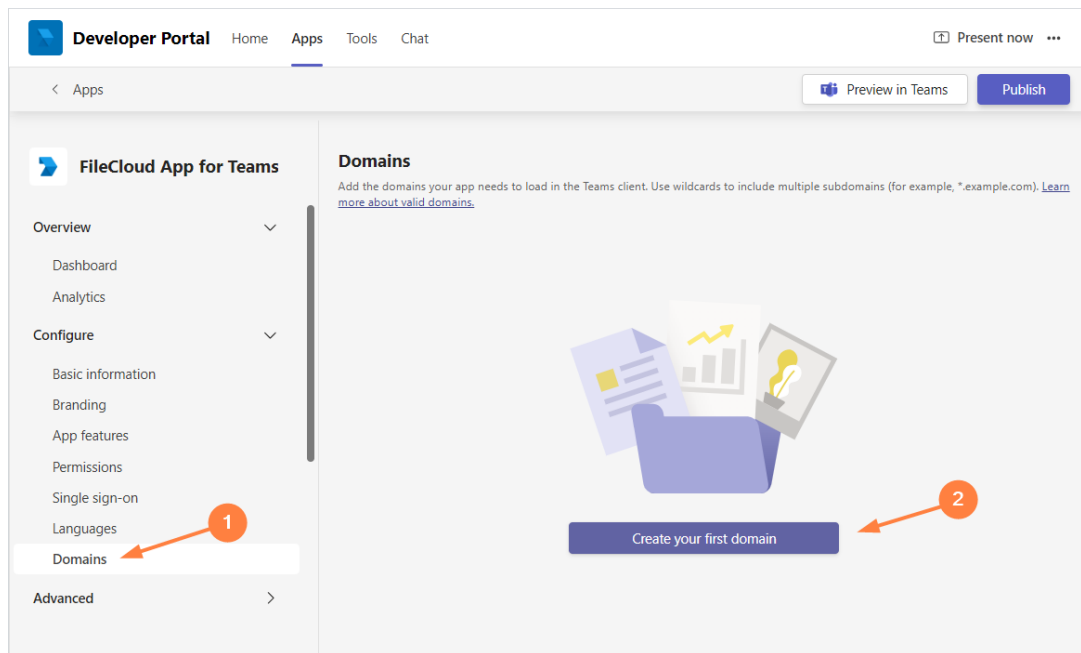 Developer Portal Home Apps Tools Chat Present now
Apps Preview in Teams Publish
FileCloud App for Teams
Overview
Dashboard
Analytics
Configure
Basic information
Branding
App features
Permissions
Single sign-on
Languages
1
Domains
Advanced
Domains
Add the domains your app needs to load in the Teams client. Use wildcards to include multiple subdomains (for example, *.example.com). Learn
more about valid domains.
2
Create your first domain